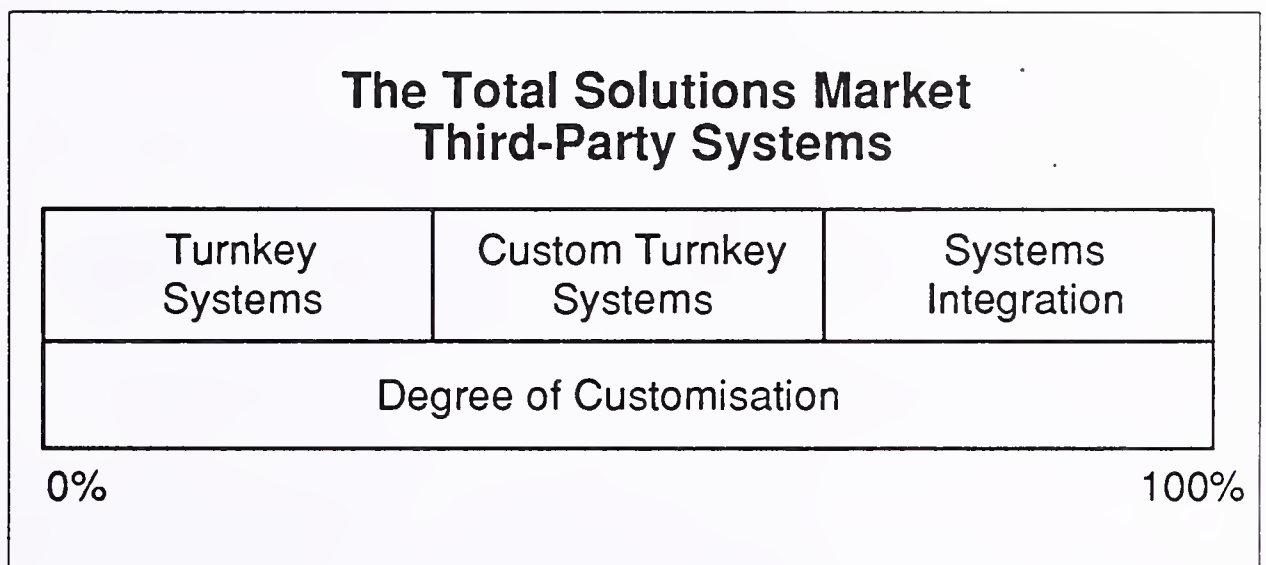 The Total Solutions Market
Third-Party Systems
Turnkey
Systems
Custom Turnkey
Systems
Systems
Integration
Degree of Customisation
0%
100%